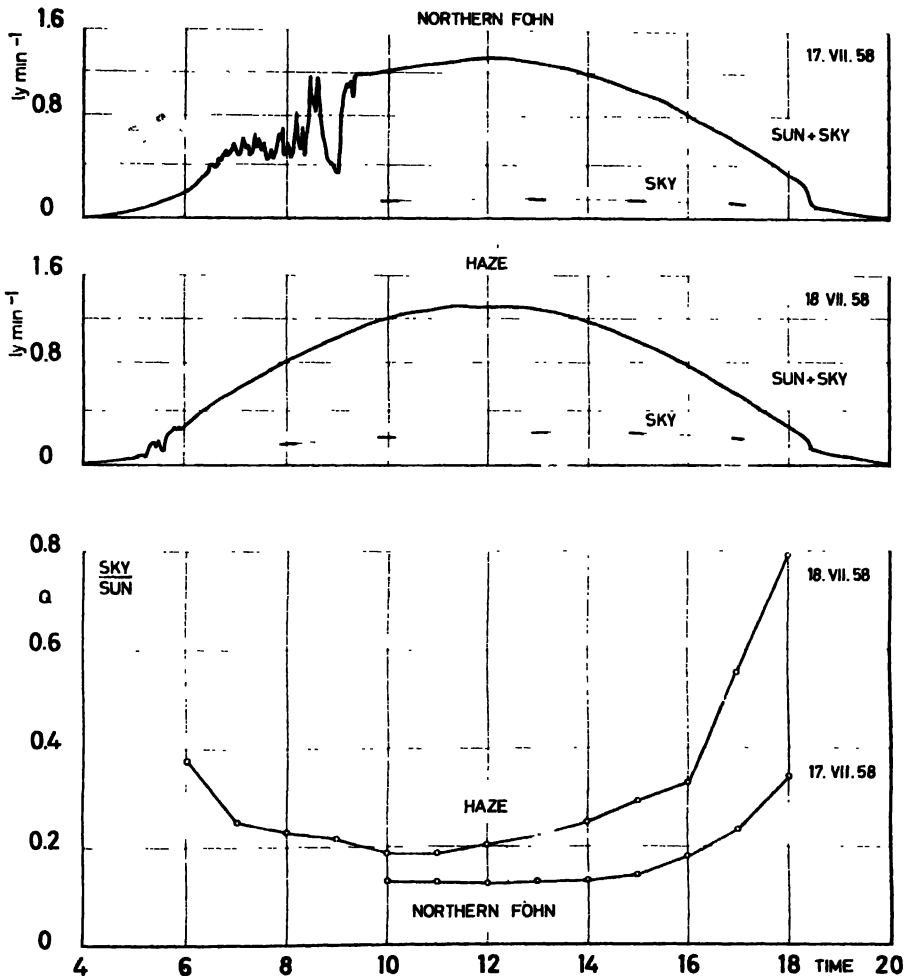 NORTHERN FÖHN
1.6
ly min⁻¹
0.8
0
17. VII. 58
SUN+SKY
SKY
HAZE
1.6
ly min⁻¹
0.8
0
18 VII. 58
SUN+SKY
SKY
0.8
SKY
SUN
Q
0.6
0.4
0.2
0
18. VII. 58
17. VII. 58
HAZE
NORTHERN FÖHN
4 6 8 10 12 14 16 18 TIME 20